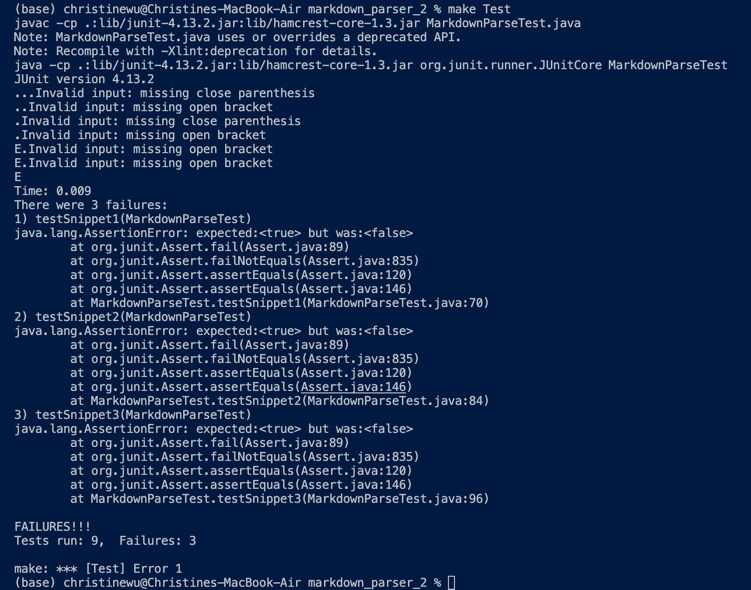 (base) christinewu@Christines-MacBook-Air markdown_parser_2 % make Test
javac -cp .:lib/junit-4.13.2.jar:lib/hamcrest-core-1.3.jar MarkdownParseTest.java
Note: MarkdownParseTest.java uses or overrides a deprecated API.
Note: Recompile with -Xlint:deprecation for details.
java -cp .:lib/junit-4.13.2.jar:lib/hamcrest-core-1.3.jar org.junit.runner.JUnitCore MarkdownParseTest
JUnit version 4.13.2
...Invalid input: missing close parenthesis
..Invalid input: missing open bracket
.Invalid input: missing close parenthesis
.Invalid input: missing open bracket
E.Invalid input: missing open bracket
E.Invalid input: missing open bracket
E
Time: 0.009
There were 3 failures:
1) testSnippet1(MarkdownParseTest)
java.lang.AssertionError: expected:<true> but was:<false>
        at org.junit.Assert.fail(Assert.java:89)
        at org.junit.Assert.failNotEquals(Assert.java:835)
        at org.junit.Assert.assertEquals(Assert.java:120)
        at org.junit.Assert.assertEquals(Assert.java:146)
        at MarkdownParseTest.testSnippet1(MarkdownParseTest.java:70)
2) testSnippet2(MarkdownParseTest)
java.lang.AssertionError: expected:<true> but was:<false>
        at org.junit.Assert.fail(Assert.java:89)
        at org.junit.Assert.failNotEquals(Assert.java:835)
        at org.junit.Assert.assertEquals(Assert.java:120)
        at org.junit.Assert.assertEquals(Assert.java:146)
        at MarkdownParseTest.testSnippet2(MarkdownParseTest.java:84)
3) testSnippet3(MarkdownParseTest)
java.lang.AssertionError: expected:<true> but was:<false>
        at org.junit.Assert.fail(Assert.java:89)
        at org.junit.Assert.failNotEquals(Assert.java:835)
        at org.junit.Assert.assertEquals(Assert.java:120)
        at org.junit.Assert.assertEquals(Assert.java:146)
        at MarkdownParseTest.testSnippet3(MarkdownParseTest.java:96)

FAILURES!!!
Tests run: 9,  Failures: 3

make: *** [Test] Error 1
(base) christinewu@Christines-MacBook-Air markdown_parser_2 %